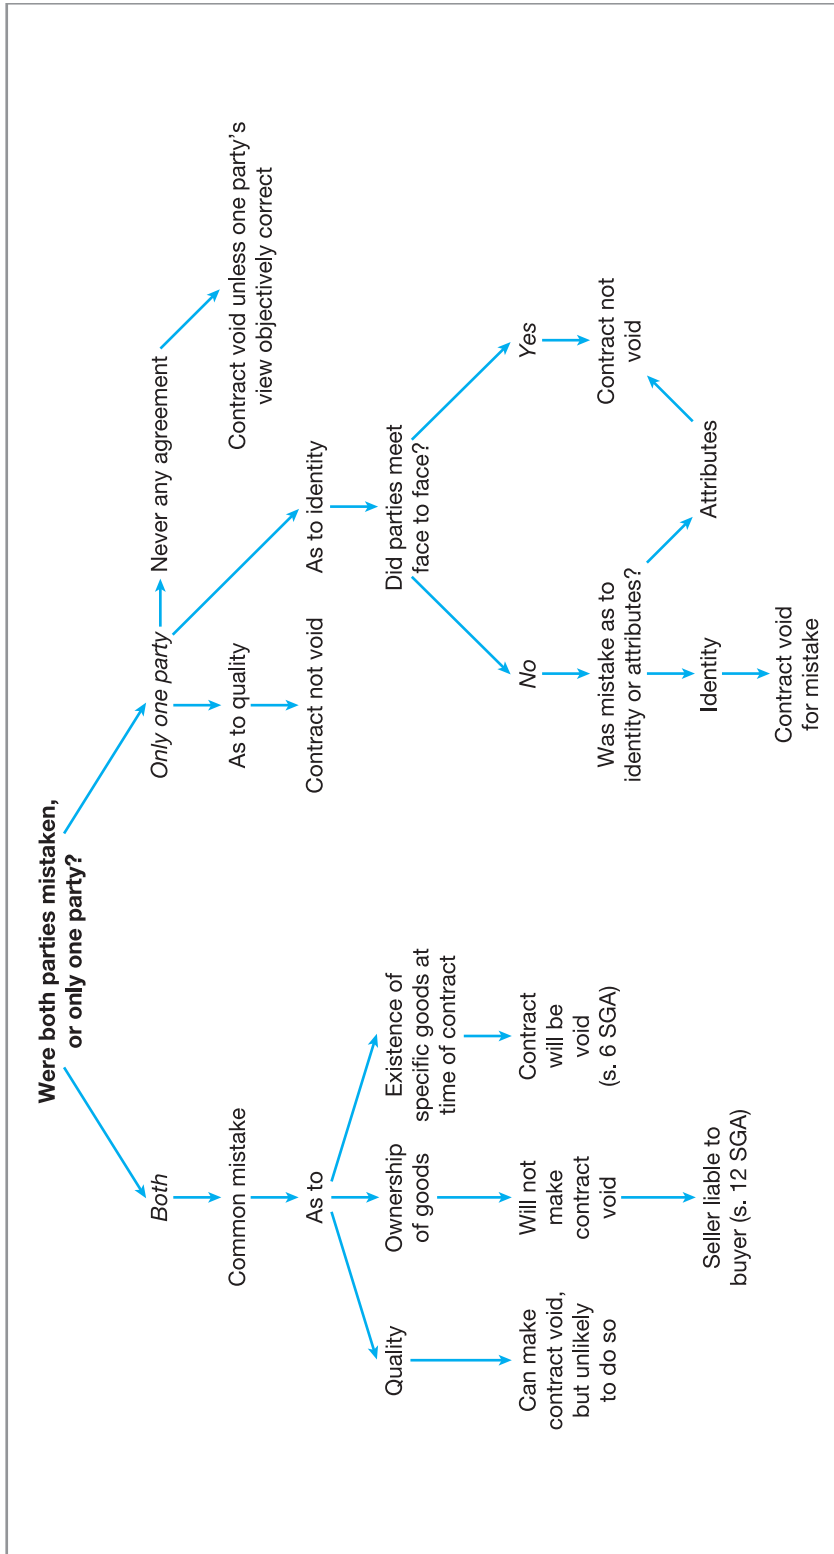 Were both parties mistaken,
or only one party?
Both
Common mistake
As to
Quality
Can make
contract void,
but unlikely
to do so
Ownership
of goods
Will not
make
contract
void
Seller liable to
buyer (s. 12 SGA)
Existence of
specific goods at
time of contract
Contract
will be
void
(s. 6 SGA)
Only one party
As to quality
Contract not void
Never any agreement
Contract void unless one party's
view objectively correct
As to identity
Did parties meet
face to face?
No
Was mistake as to
identity or attributes?
Identity
Contract void
for mistake
Attributes
Yes
Contract not
void